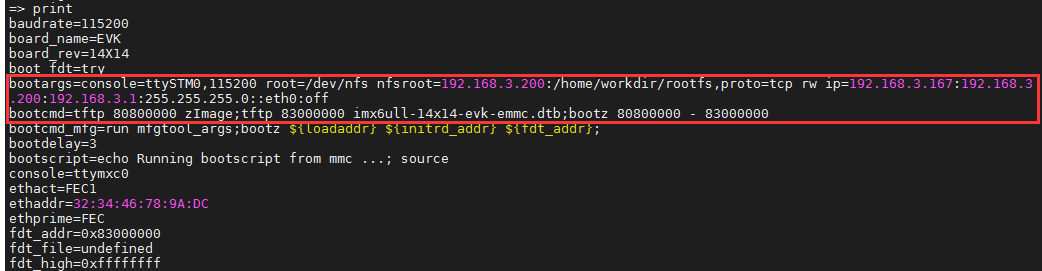 => print
baudrate=115200
board_name=EVK
board_rev=14X14
boot_fdt=try
bootargs=console=ttySTM0,115200 root=/dev/nfs nfsroot=192.168.3.200:/home/workdir/rootfs,proto=tcp rw ip=192.168.3.167:192.168.3
.200:192.168.3.1:255.255.255.0::eth0:off
bootcmd=tftp 80800000 zImage;tftp 83000000 imx6ull-14x14-evk-emmc.dtb;bootz 80800000 - 83000000
bootcmd_mfg=run mfgtool_args;bootz ${loadaddr} ${initrd_addr} ${fdt_addr};
bootdelay=3
bootscript=echo Running bootscript from mmc ...; source
console=ttymxc0
ethact=FEC1
ethaddr=32:34:46:78:9A:DC
ethprime=FEC
fdt_addr=0x83000000
fdt_file=undefined
fdt_high=0xffffffff